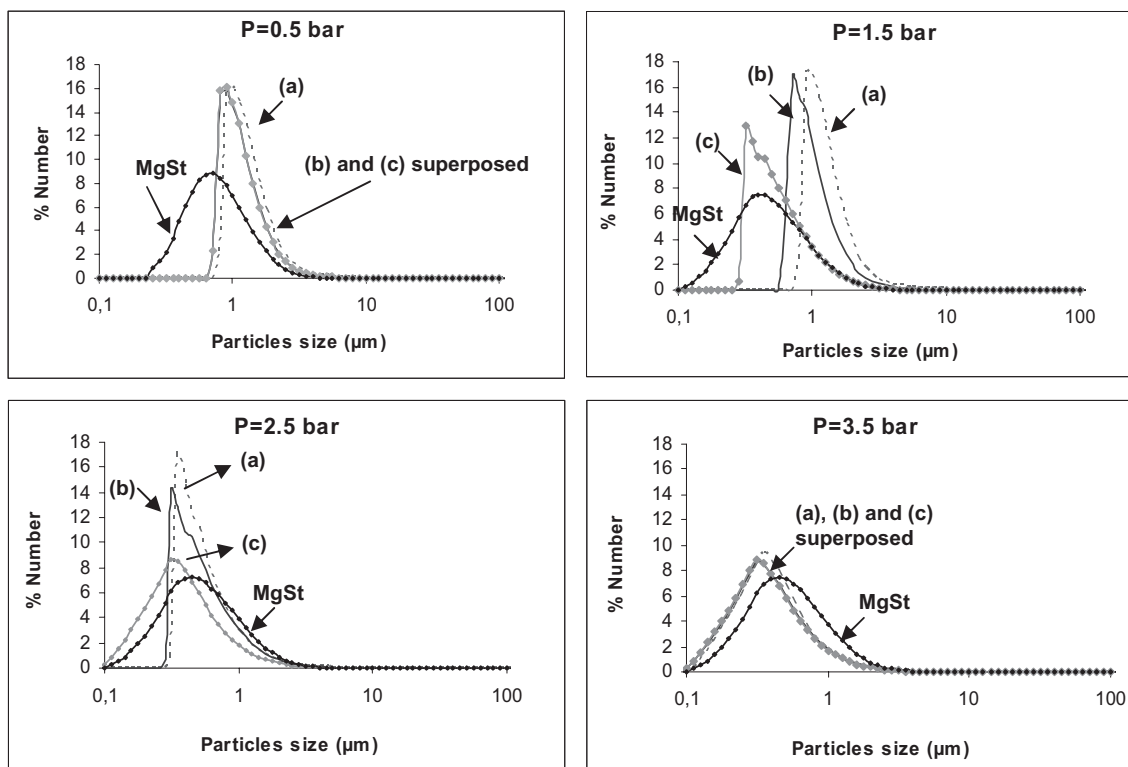 P=0.5 bar
% Number
18
16
14
12
10
8
6
4
2
0
(a)
MgSt
(b) and (c) superposed
0,1 1 10 100
Particles size (µm)
P=1.5 bar
% Number
18
16
14
12
10
8
6
4
2
0
(b)
(a)
(c)
MgSt
0,1 1 10 100
Particles size (µm)
P=2.5 bar
% Number
18
16
14
12
10
8
6
4
2
0
(a)
(b)
(c)
MgSt
0,1 1 10 100
Particles size (µm)
P=3.5 bar
% Number
18
16
14
12
10
8
6
4
2
0
(a), (b) and (c)
superposed
MgSt
0,1 1 10 100
Particles size (µm)